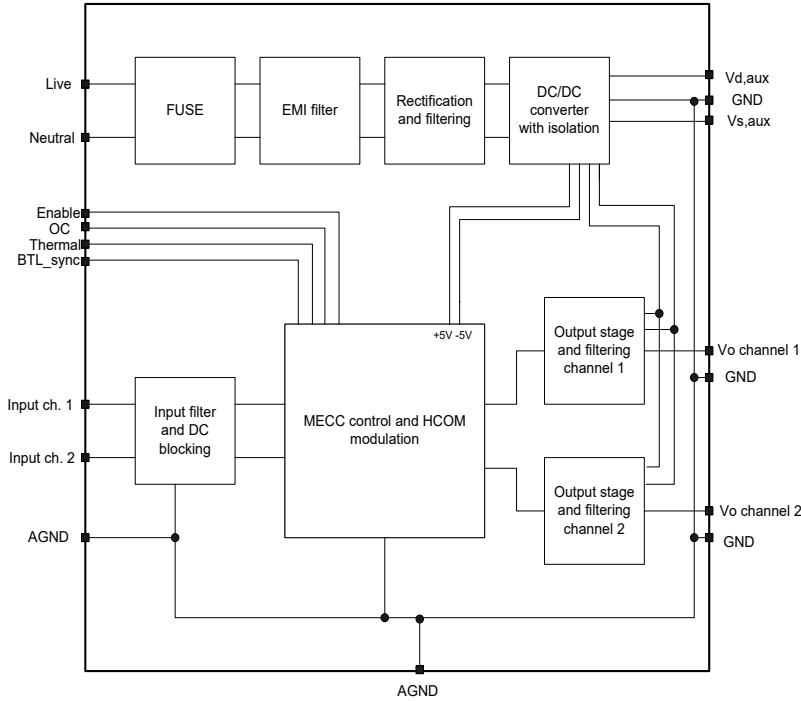 Live
Neutral
FUSE
EMI filter
Rectification
and filtering
DC/DC
converter
with isolation
Vd,aux
GND
Vs,aux
Enable
OC
Thermal
BTL_sync
+5V -5V
MECC control and HCOM
modulation
Output stage
and filtering
channel 1
Vo channel 1
GND
Input ch. 1
Input ch. 2
Input filter
and DC
blocking
Output stage
and filtering
channel 2
Vo channel 2
GND
AGND
AGND